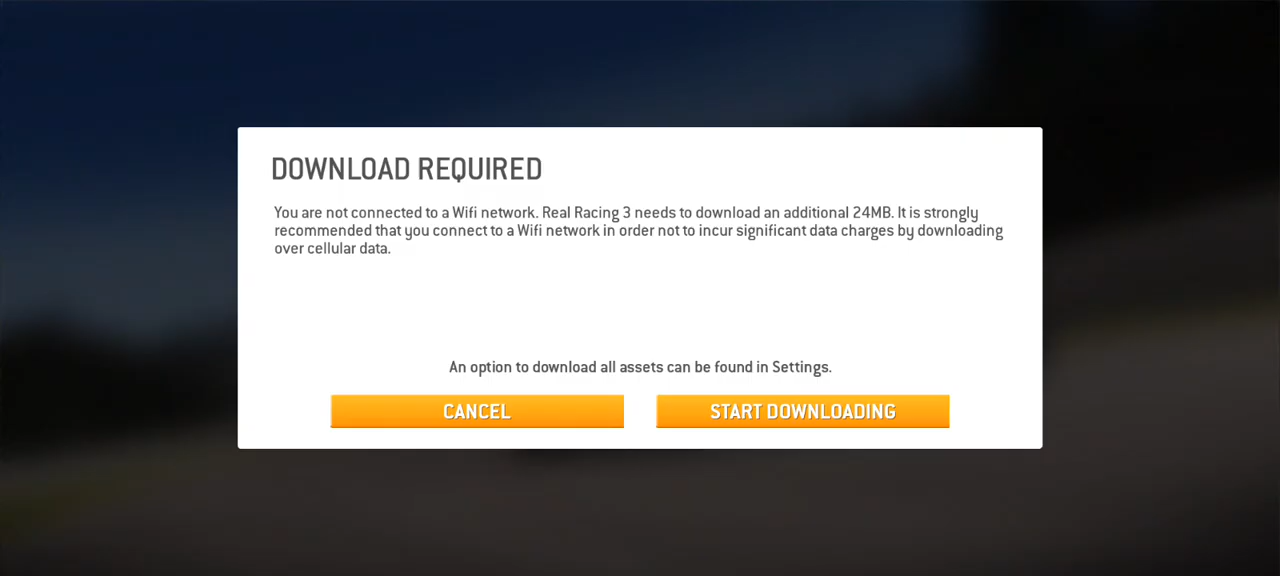 DOWNLOAD REQUIRED
You are not connected to a Wifi network. Real Racing 3 needs to download an additional 24MB. It is strongly
recommended that you connect to a Wifi network in order not to incur significant data charges by downloading
over cellular data.
An option to download all assets can be found in Settings.
CANCEL
START DOWNLOADING